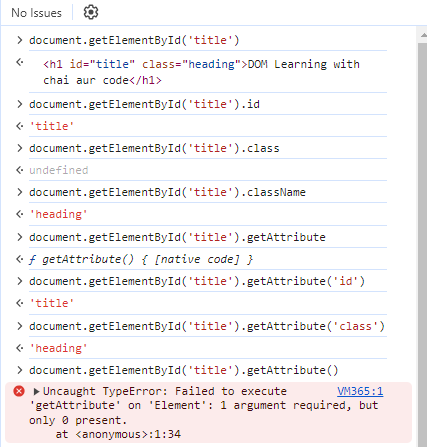 No Issues
document.getElementById('title')
<h1 id="title" class="heading">DOM Learning with
chai aur code</h1>
document.getElementById('title').id
'title'
document.getElementById('title').class
undefined
document.getElementById('title').className
'heading'
document.getElementById('title').getAttribute
ƒ getAttribute() { [native code] }
document.getElementById('title').getAttribute('id')
'title'
document.getElementById('title').getAttribute('class')
'heading'
document.getElementById('title').getAttribute()
Uncaught TypeError: Failed to execute VM365:1
'getAttribute' on 'Element': 1 argument required, but
only 0 present.
at <anonymous>:1:34